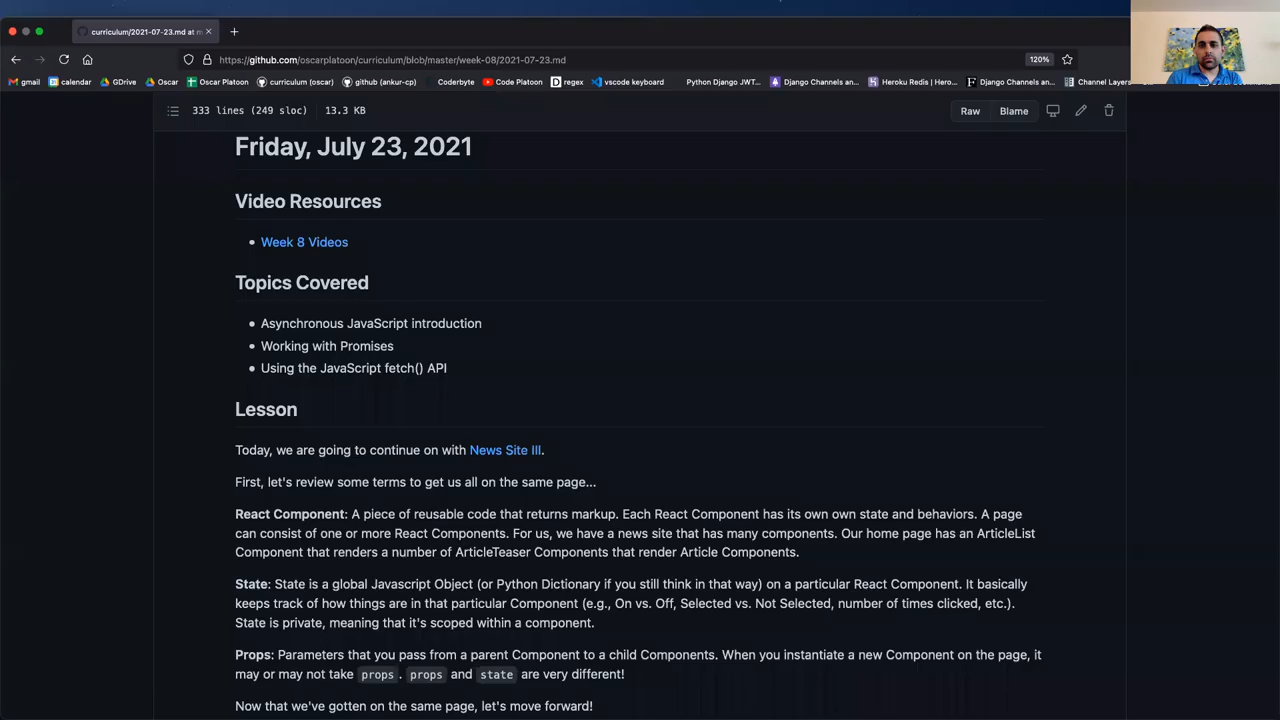 curriculum/2021-07-23.md at m
https://github.com/oscarplatoon/curriculum/blob/master/week-08/2021-07-23.md
120%
gmail calendar GDrive Oscar Oscar Platoon curriculum (oscar) github (ankur-cp) Coderbyte Code Platoon regex vscode keyboard Python Django JWT... Django Channels an... Heroku Redis | Hero... Django Channels an... Channel Layers
333 lines (249 sloc) 13.3 KB
Raw Blame
Friday, July 23, 2021
Video Resources
Week 8 Videos
Topics Covered
Asynchronous JavaScript introduction
Working with Promises
Using the JavaScript fetch() API
Lesson
Today, we are going to continue on with News Site III.
First, let's review some terms to get us all on the same page...
React Component: A piece of reusable code that returns markup. Each React Component has its own own state and behaviors. A page
can consist of one or more React Components. For us, we have a news site that has many components. Our home page has an ArticleList
Component that renders a number of ArticleTeaser Components that render Article Components.
State: State is a global Javascript Object (or Python Dictionary if you still think in that way) on a particular React Component. It basically
keeps track of how things are in that particular Component (e.g., On vs. Off, Selected vs. Not Selected, number of times clicked, etc.).
State is private, meaning that it's scoped within a component.
Props: Parameters that you pass from a parent Component to a child Components. When you instantiate a new Component on the page, it
may or may not take props. props and state are very different!
Now that we've gotten on the same page, let's move forward!